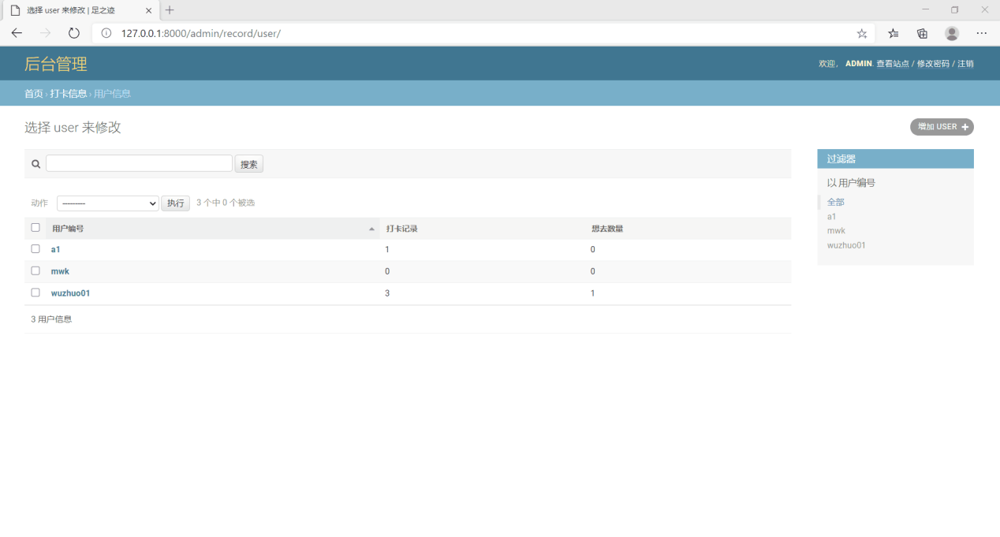 选择 user 来修改 | 足之迹
127.0.0.1:8000/admin/record/user/
后台管理
欢迎， ADMIN. 查看站点 / 修改密码 / 注销
首页 › 打卡信息 › 用户信息
选择 user 来修改
增加 USER
搜索
动作 --------- 执行 3 个中 0 个被选
用户编号 打卡记录 想去数量
a1 1 0
mwk 0 0
wuzhuo01 3 1
3 用户信息
过滤器
以 用户编号
全部
a1
mwk
wuzhuo01